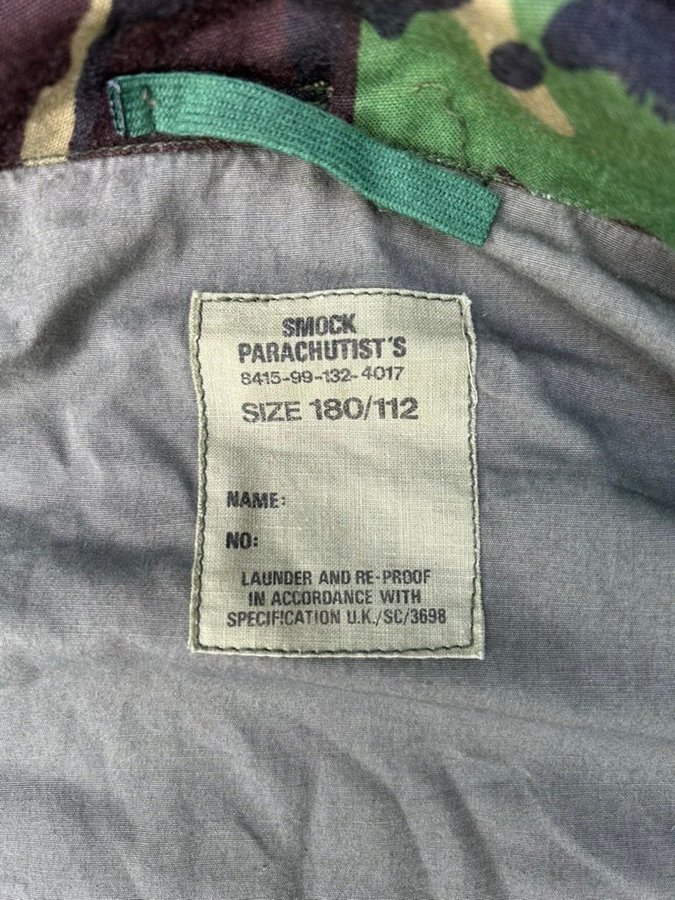 SMOCK
PARACHUTIST'S
8415-99-132-4017
SIZE 180/112
NAME:
NO:
LAUNDER AND RE-PROOF
IN ACCORDANCE WITH
SPECIFICATION U.K./SC/3698